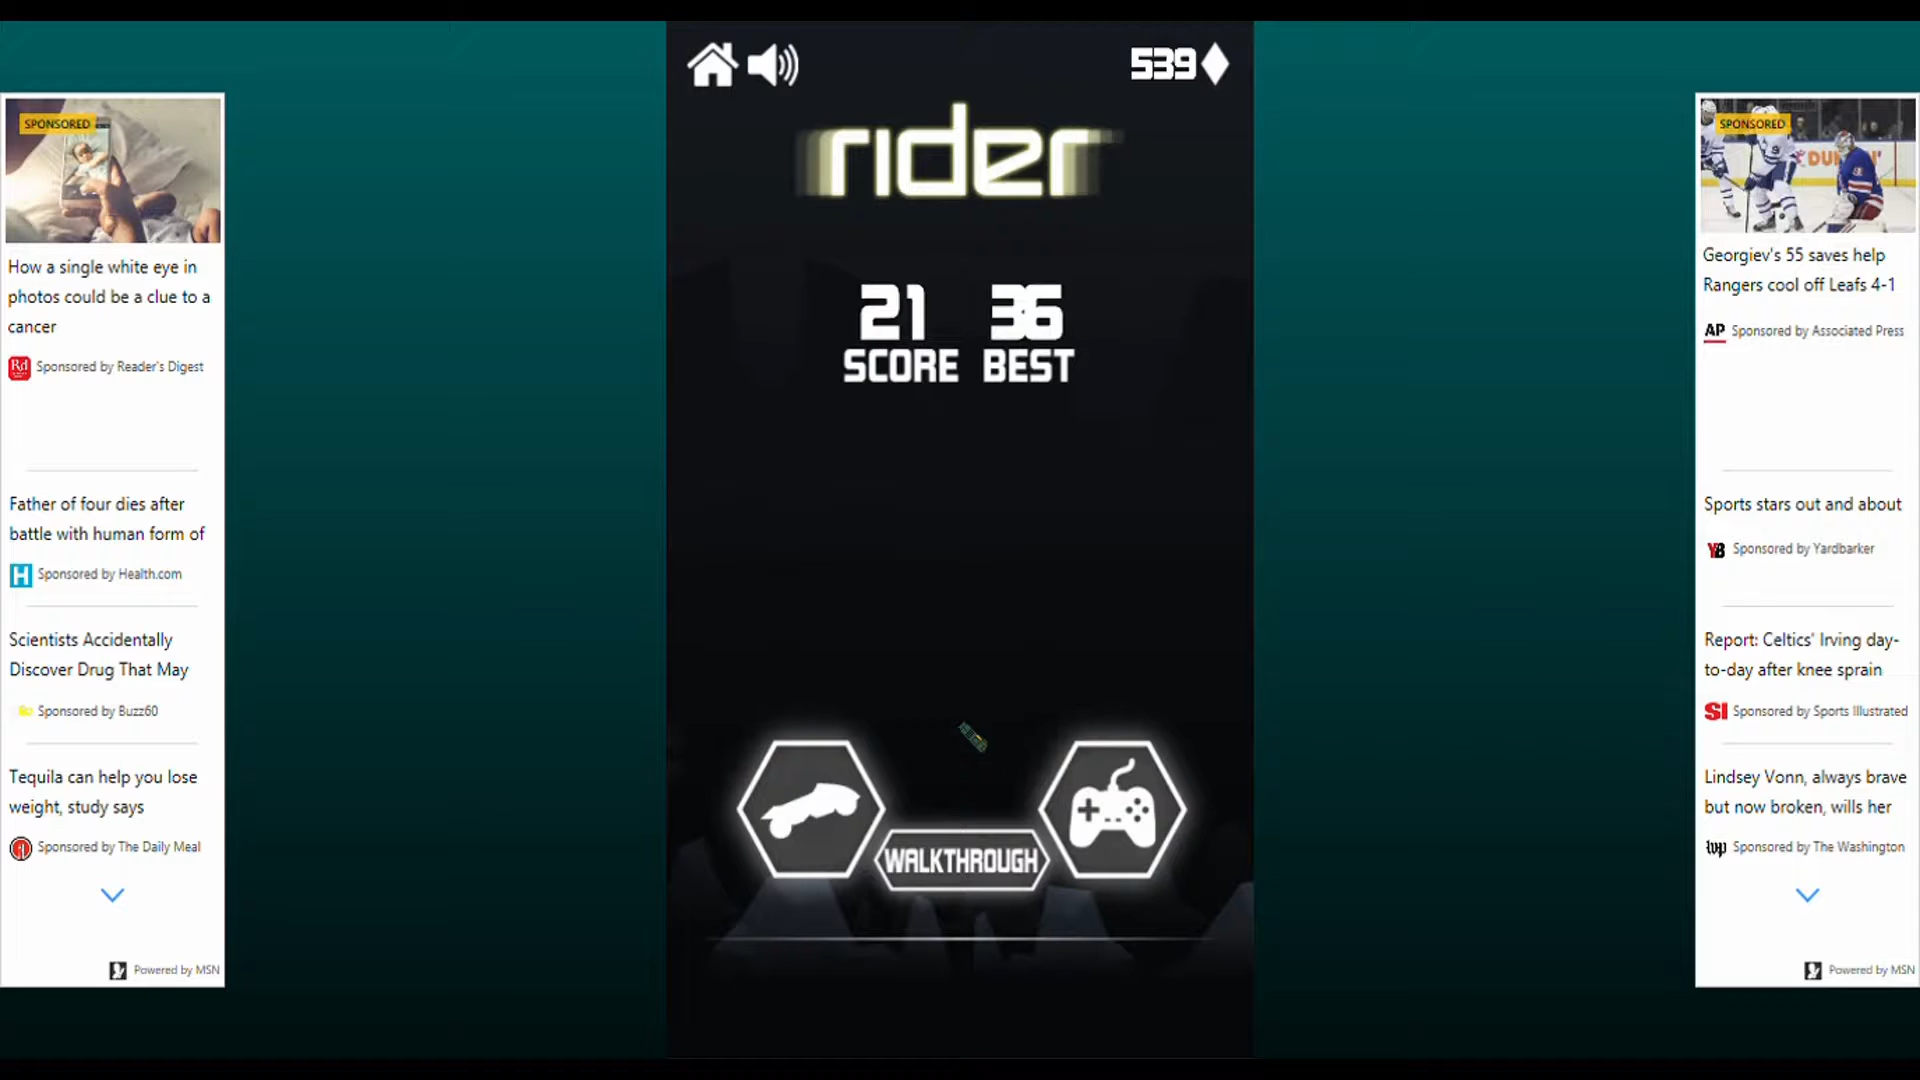 539
rider
21 36
SCORE BEST
WALKTHROUGH
SPONSORED
How a single white eye in
photos could be a clue to a
cancer
Rd Sponsored by Reader's Digest
Father of four dies after
battle with human form of
H Sponsored by Health.com
Scientists Accidentally
Discover Drug That May
Sponsored by Buzz60
Tequila can help you lose
weight, study says
Sponsored by The Daily Meal
Powered by MSN
SPONSORED
Georgiev's 55 saves help
Rangers cool off Leafs 4-1
AP Sponsored by Associated Press
Sports stars out and about
YB Sponsored by Yardbarker
Report: Celtics' Irving day-
to-day after knee sprain
SI Sponsored by Sports Illustrated
Lindsey Vonn, always brave
but now broken, wills her
wp Sponsored by The Washington
Powered by MSN